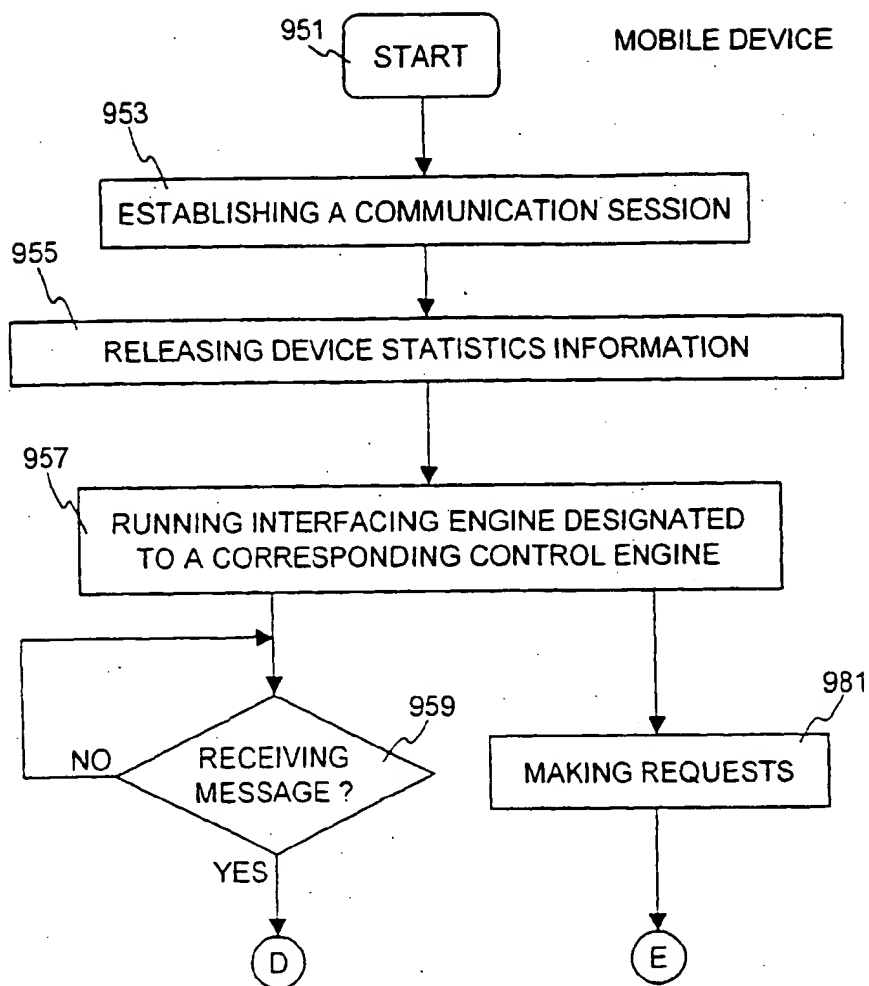 951
START
MOBILE DEVICE
953
ESTABLISHING A COMMUNICATION SESSION
955
RELEASING DEVICE STATISTICS INFORMATION
957
RUNNING INTERFACING ENGINE DESIGNATED
TO A CORRESPONDING CONTROL ENGINE
959
NO
RECEIVING
MESSAGE ?
YES
D
981
MAKING REQUESTS
E